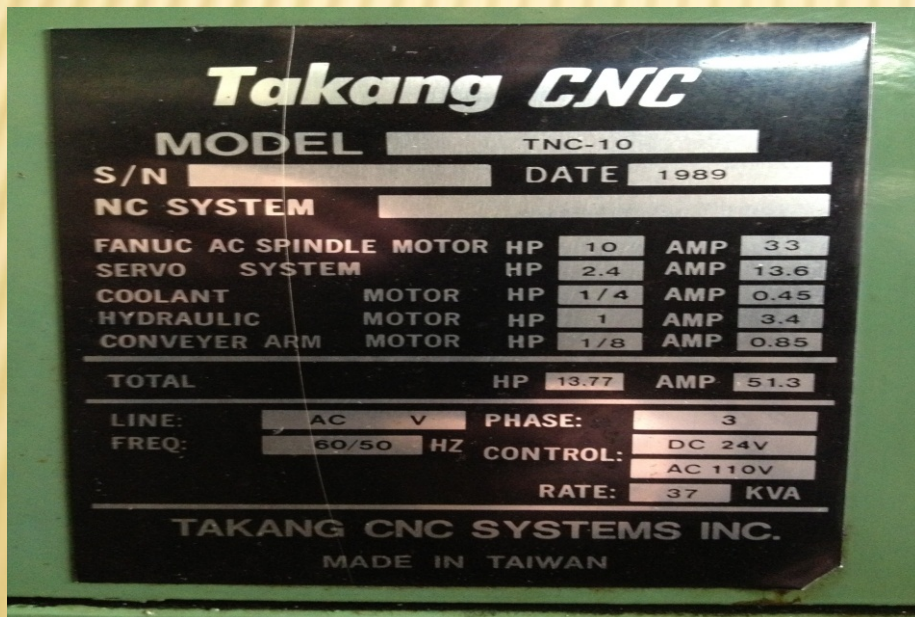 Takang CNC
MODEL TNC-10
S/N DATE 1989
NC SYSTEM
FANUC AC SPINDLE MOTOR HP 10 AMP 33
SERVO SYSTEM HP 2.4 AMP 13.6
COOLANT MOTOR HP 1/4 AMP 0.45
HYDRAULIC MOTOR HP 1 AMP 3.4
CONVEYER ARM MOTOR HP 1/8 AMP 0.85
TOTAL HP 13.77 AMP 51.3
LINE: AC V PHASE: 3
FREQ: 60/50 HZ CONTROL: DC 24V
AC 110V
RATE: 37 KVA
TAKANG CNC SYSTEMS INC.
MADE IN TAIWAN